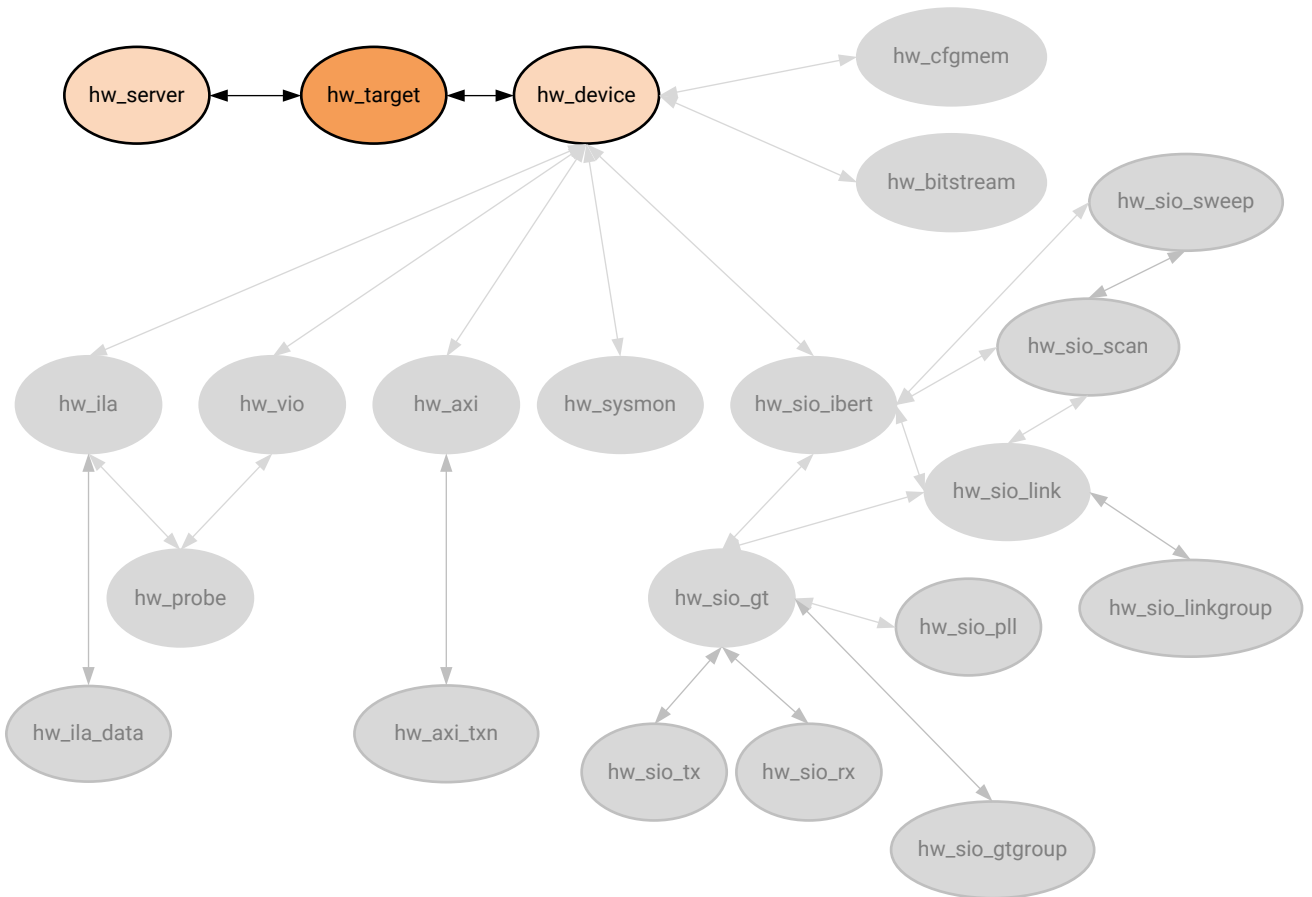 hw_cfgmem
hw_server
hw_target
hw_device
hw_bitstream
hw_sio_sweep
hw_sio_scan
hw_ila
hw_vio
hw_axi
hw_sysmon
hw_sio_ibert
hw_sio_link
hw_probe
hw_sio_gt
hw_sio_linkgroup
hw_sio_pll
hw_ila_data
hw_axi_txn
hw_sio_tx
hw_sio_rx
hw_sio_gtgroup